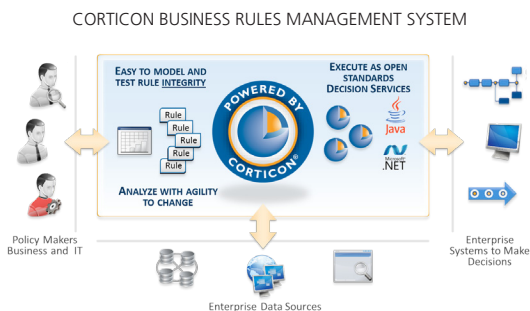 CORTICON BUSINESS RULES MANAGEMENT SYSTEM
EASY TO MODEL AND
TEST RULE INTEGRITY
Rule
Rule
Rule
Rule
Rule
ANALYZE WITH AGILITY
TO CHANGE
POWERED BY
CORTICON®
EXECUTE AS OPEN
STANDARDS
DECISION SERVICES
Java
Microsoft
.NET
Policy Makers
Business and IT
Enterprise
Systems to Make
Decisions
Enterprise Data Sources